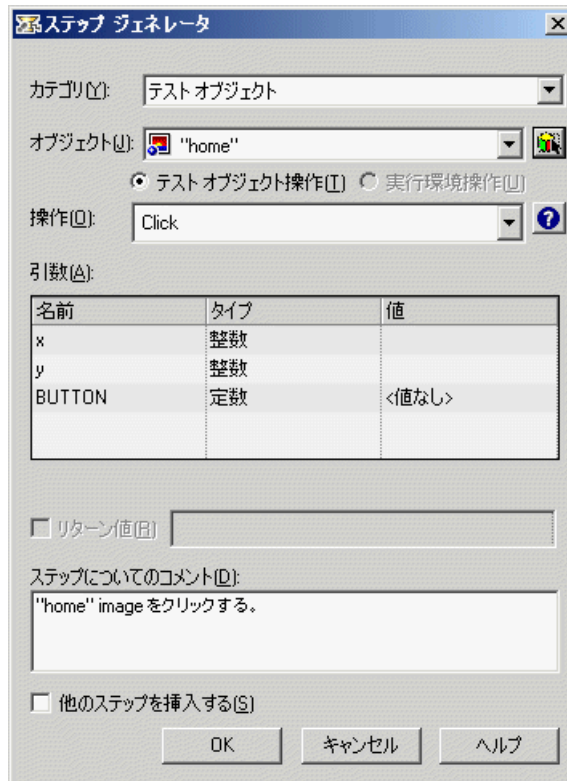 ステップ ジェネレータ
カテゴリ(Y): テスト オブジェクト
オブジェクト(J): "home"
テスト オブジェクト操作(T) 実行環境操作(U)
操作(O): Click
引数(A):
名前 タイプ 値
x 整数
y 整数
BUTTON 定数 <値なし>
リターン値(R)
ステップについてのコメント(D):
"home" image をクリックする。
他のステップを挿入する(S)
OK キャンセル ヘルプ